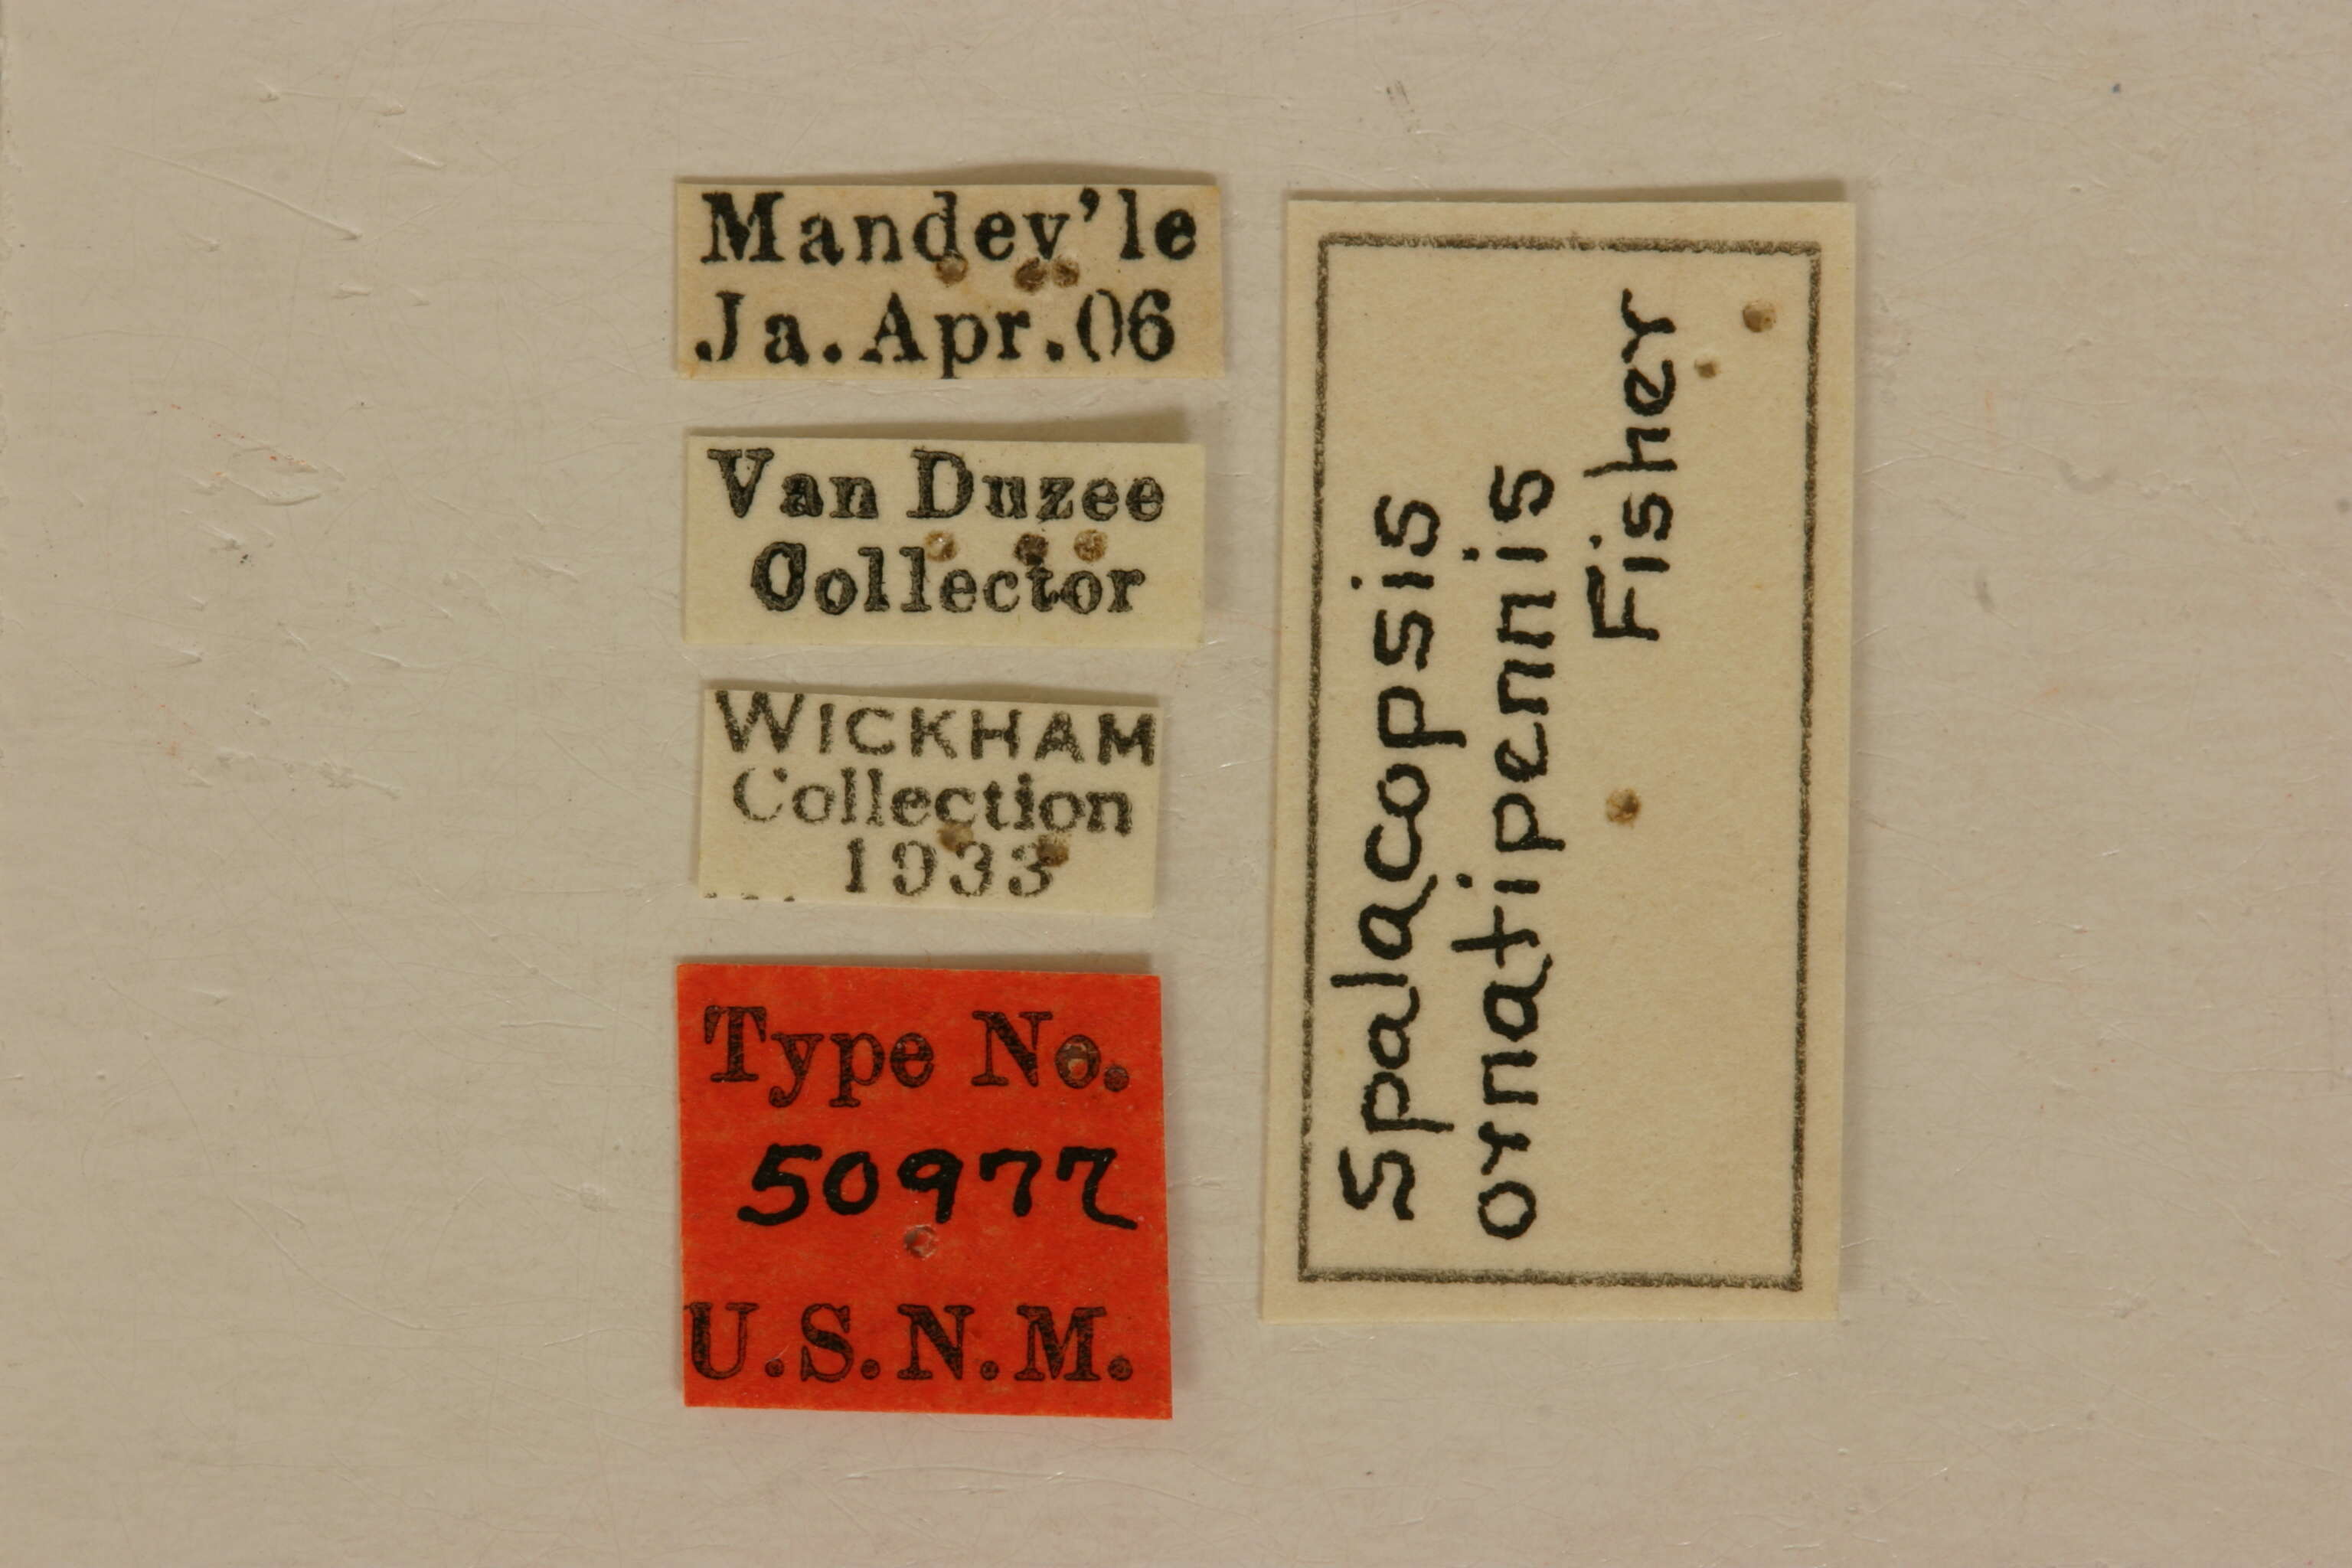 Mandev'le
Ja. Apr. 06
Van Duzee
Collector
WICKHAM
Collection
1933
Type No.
50977
U.S.N.M.
Spalacopsis
ornatipennis
Fisher